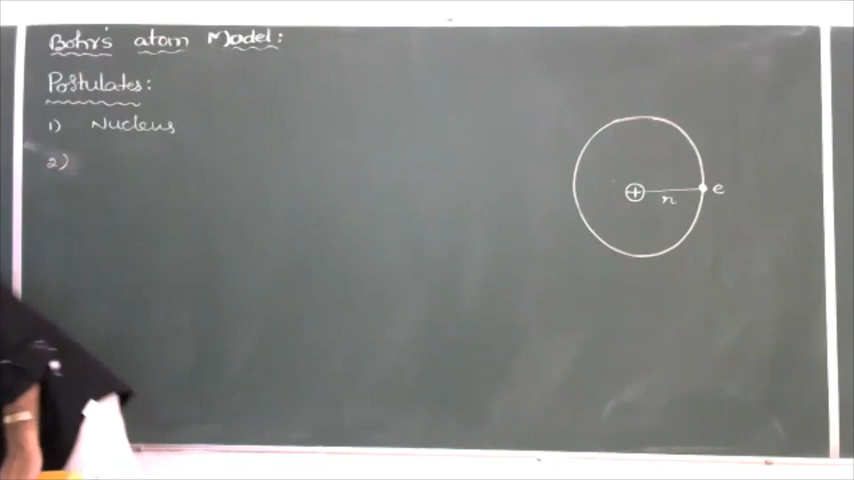 Bohr's atom Model:
Postulates:
1) Nucleus
2)
+
r
e